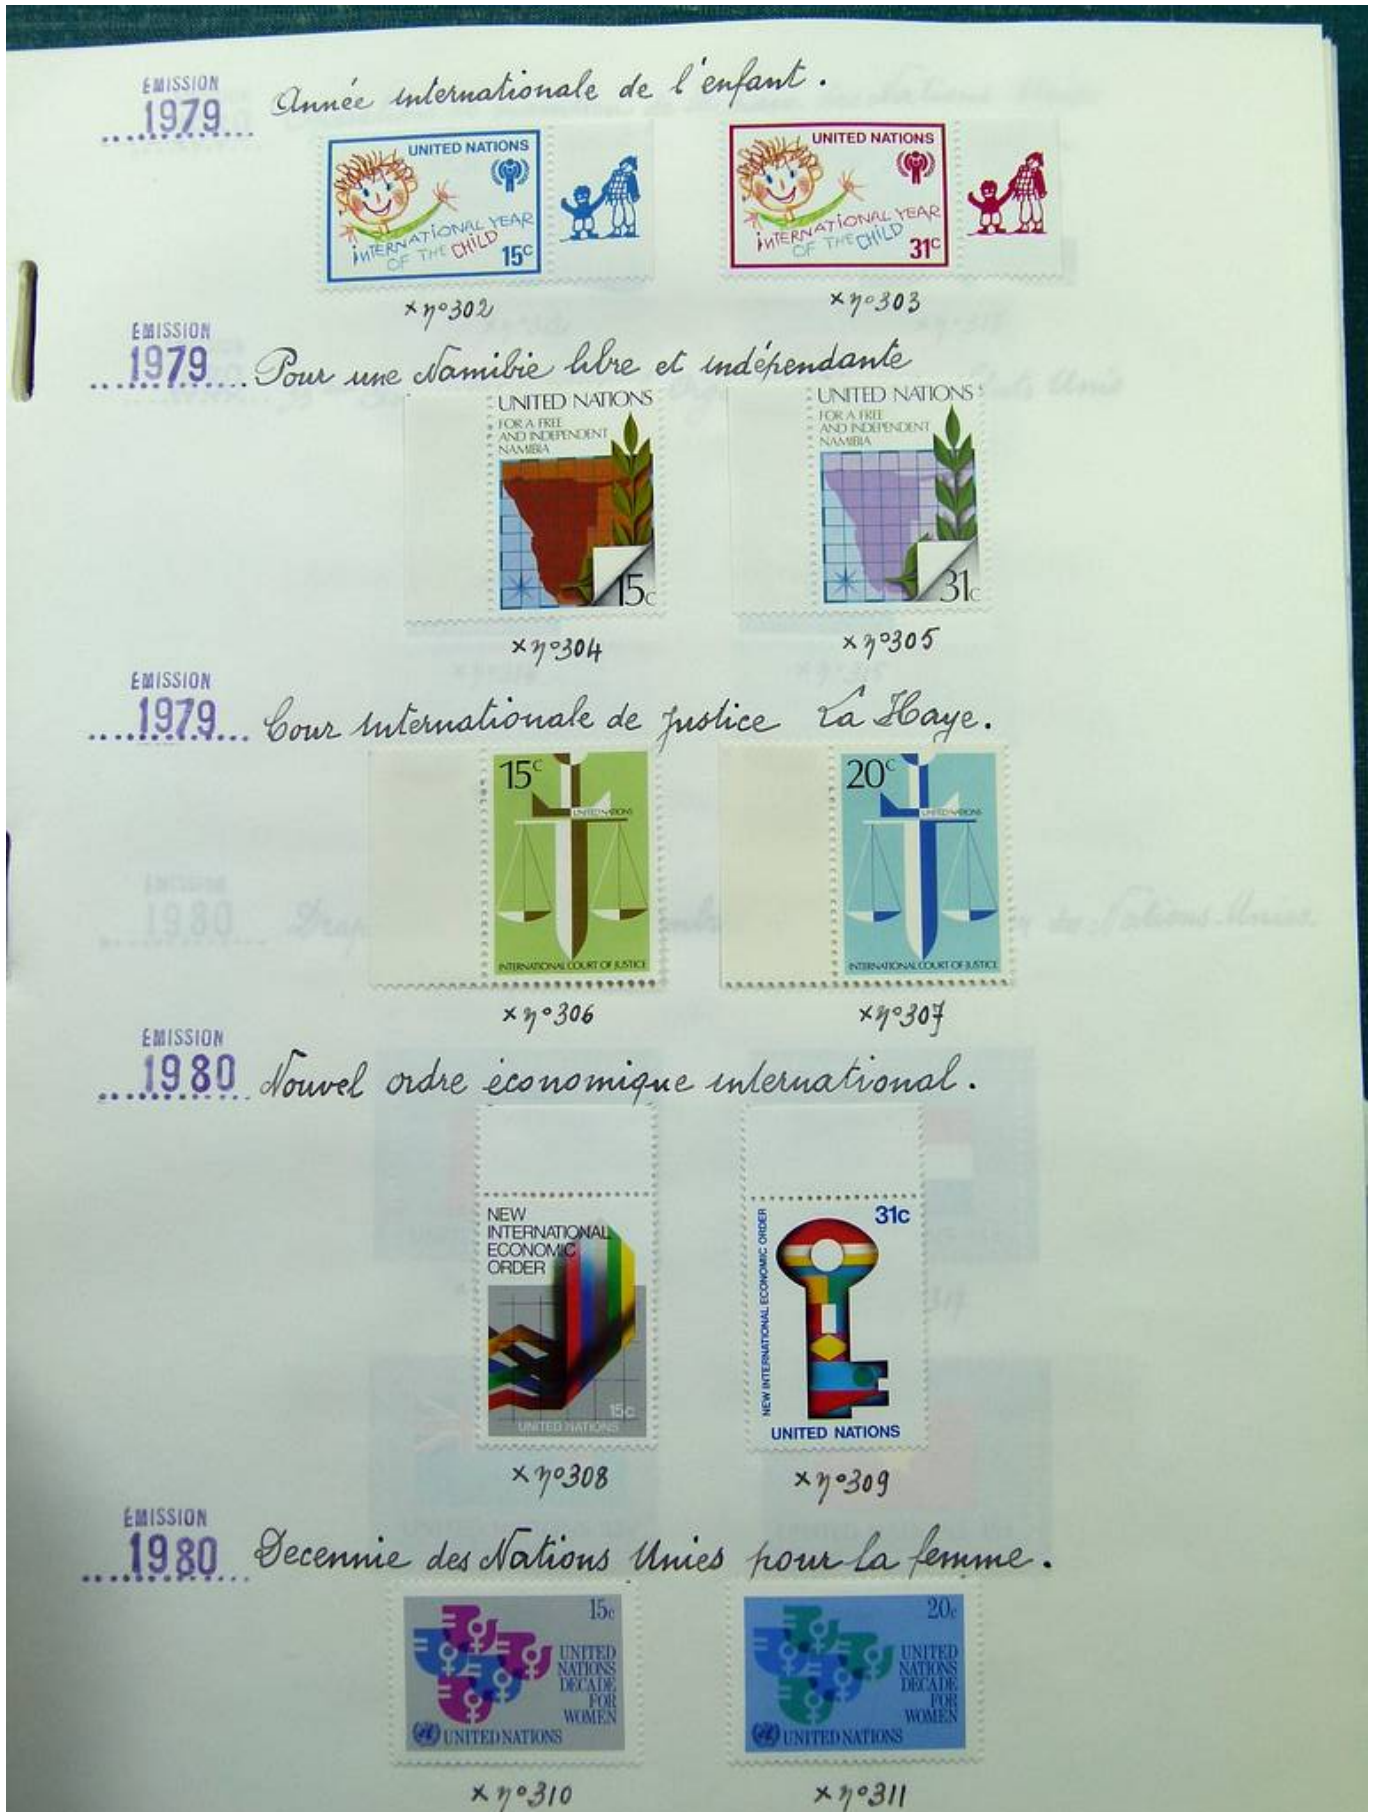 ÉMISSION
1979 Année internationale de l'enfant.
UNITED NATIONS
INTERNATIONAL YEAR
OF THE CHILD
15c
UNITED NATIONS
INTERNATIONAL YEAR
OF THE CHILD
31c
x n°302
x n°303
ÉMISSION
1979 Pour une Namibie libre et indépendante
UNITED NATIONS
FOR A FREE
AND INDEPENDENT
NAMIBIA
15c
UNITED NATIONS
FOR A FREE
AND INDEPENDENT
NAMIBIA
31c
x n°304
x n°305
ÉMISSION
1979 Cour internationale de justice La Haye.
15c
UNITED NATIONS
INTERNATIONAL COURT OF JUSTICE
20c
UNITED NATIONS
INTERNATIONAL COURT OF JUSTICE
x n°306
x n°307
ÉMISSION
1980 Nouvel ordre économique international.
NEW
INTERNATIONAL
ECONOMIC
ORDER
15c
UNITED NATIONS
31c
NEW INTERNATIONAL ECONOMIC ORDER
UNITED NATIONS
x n°308
x n°309
ÉMISSION
1980 Decennie des Nations Unies pour la femme.
15c
UNITED
NATIONS
DECADE
FOR
WOMEN
UNITED NATIONS
20c
UNITED
NATIONS
DECADE
FOR
WOMEN
UNITED NATIONS
x n°310
x n°311